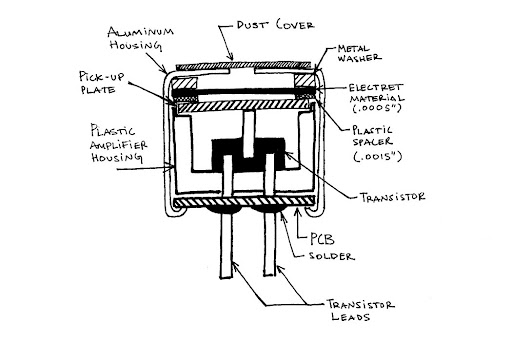 DUST COVER
ALUMINUM
HOUSING
METAL
WASHER
PICK-UP
PLATE
ELECTRET
MATERIAL
(.0005")
PLASTIC
AMPLIFIER
HOUSING
PLASTIC
SPACER
(.0015")
TRANSISTOR
PCB
SOLDER
TRANSISTOR
LEADS